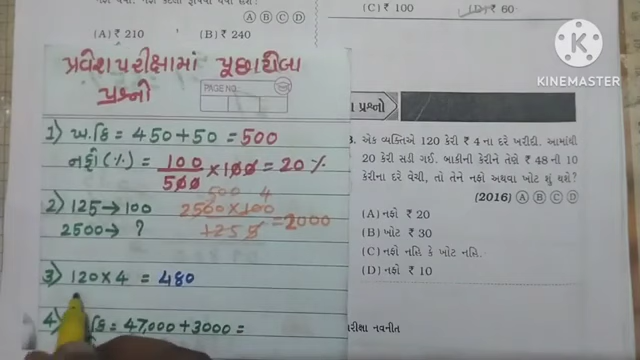 (A) ₹ 210
(B) ₹ 240
Ⓐ Ⓑ Ⓒ Ⓓ
(C) ₹ 100
(D) ₹ 60
KINEMASTER
પ્રવેશપરીક્ષામાં પૂછાયેલા
પ્રશ્નો
PAGE NO.
1) ખ.કિં = 450 + 50 = 500
નફો (%) = 100/500 × 100 = 20 %
2) 125 → 100
2500 → ?
2500 × 100
125
500 4
= 2000
3) 120 × 4 = 480
= 47,000 + 3000 =
પ્રશ્નો
3. એક વ્યક્તિએ 120 કેરી ₹ 4 ના દરે ખરીદી. આમાંથી
20 કેરી સડી ગઈ. બાકીની કેરીને તેણે ₹ 48 ની 10
કેરીના દરે વેચી, તો તેને નફો અથવા ખોટ શું થશે?
(2016) Ⓐ Ⓑ Ⓒ Ⓓ
(A) નફો ₹ 20
(B) ખોટ ₹ 30
(C) નફો નહિ કે ખોટ નહિ.
(D) નફો ₹ 10
નવનીત